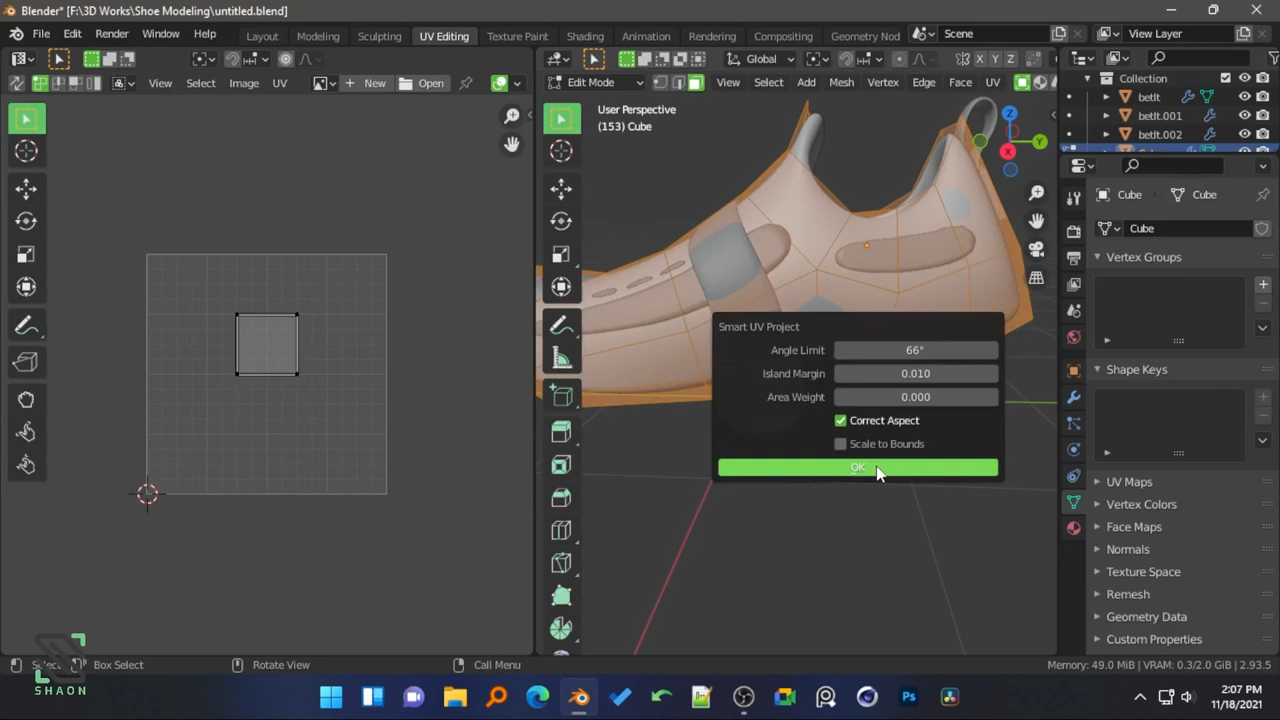 Blender* [F:\3D Works\Shoe Modeling\untitled.blend]
File Edit Render Window Help Layout Modeling Sculpting UV Editing Texture Paint Shading Animation Rendering Compositing Geometry Nod Scene View Layer
View Select Image UV New Open
Global X Y Z
Edit Mode View Select Add Mesh Vertex Edge Face UV
User Perspective
(153) Cube
Z
Y
X
Collection
betIt
betIt.001
betIt.002
Cube Cube
Cube
Vertex Groups
Shape Keys
UV Maps
Vertex Colors
Face Maps
Normals
Texture Space
Remesh
Geometry Data
Custom Properties
Smart UV Project
Angle Limit 66°
Island Margin 0.010
Area Weight 0.000
Correct Aspect
Scale to Bounds
OK
Select Box Select Rotate View Call Menu Memory: 49.0 MiB | VRAM: 0.3/2.0 GiB | 2.93.5
SHAON
Ps
2:07 PM
11/18/2021